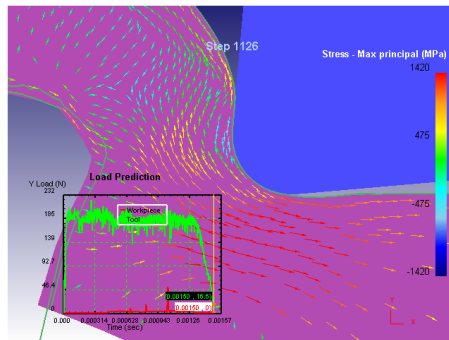 Step 1126
Stress - Max principal (MPa)
1420
475
-475
-1420
Load Prediction
Y Load (N)
232
185
139
92.7
46.4
0.000
0.000 0.000314 0.000628 0.000943 0.00126 0.00157
Time (sec)
Workpiece
Tool